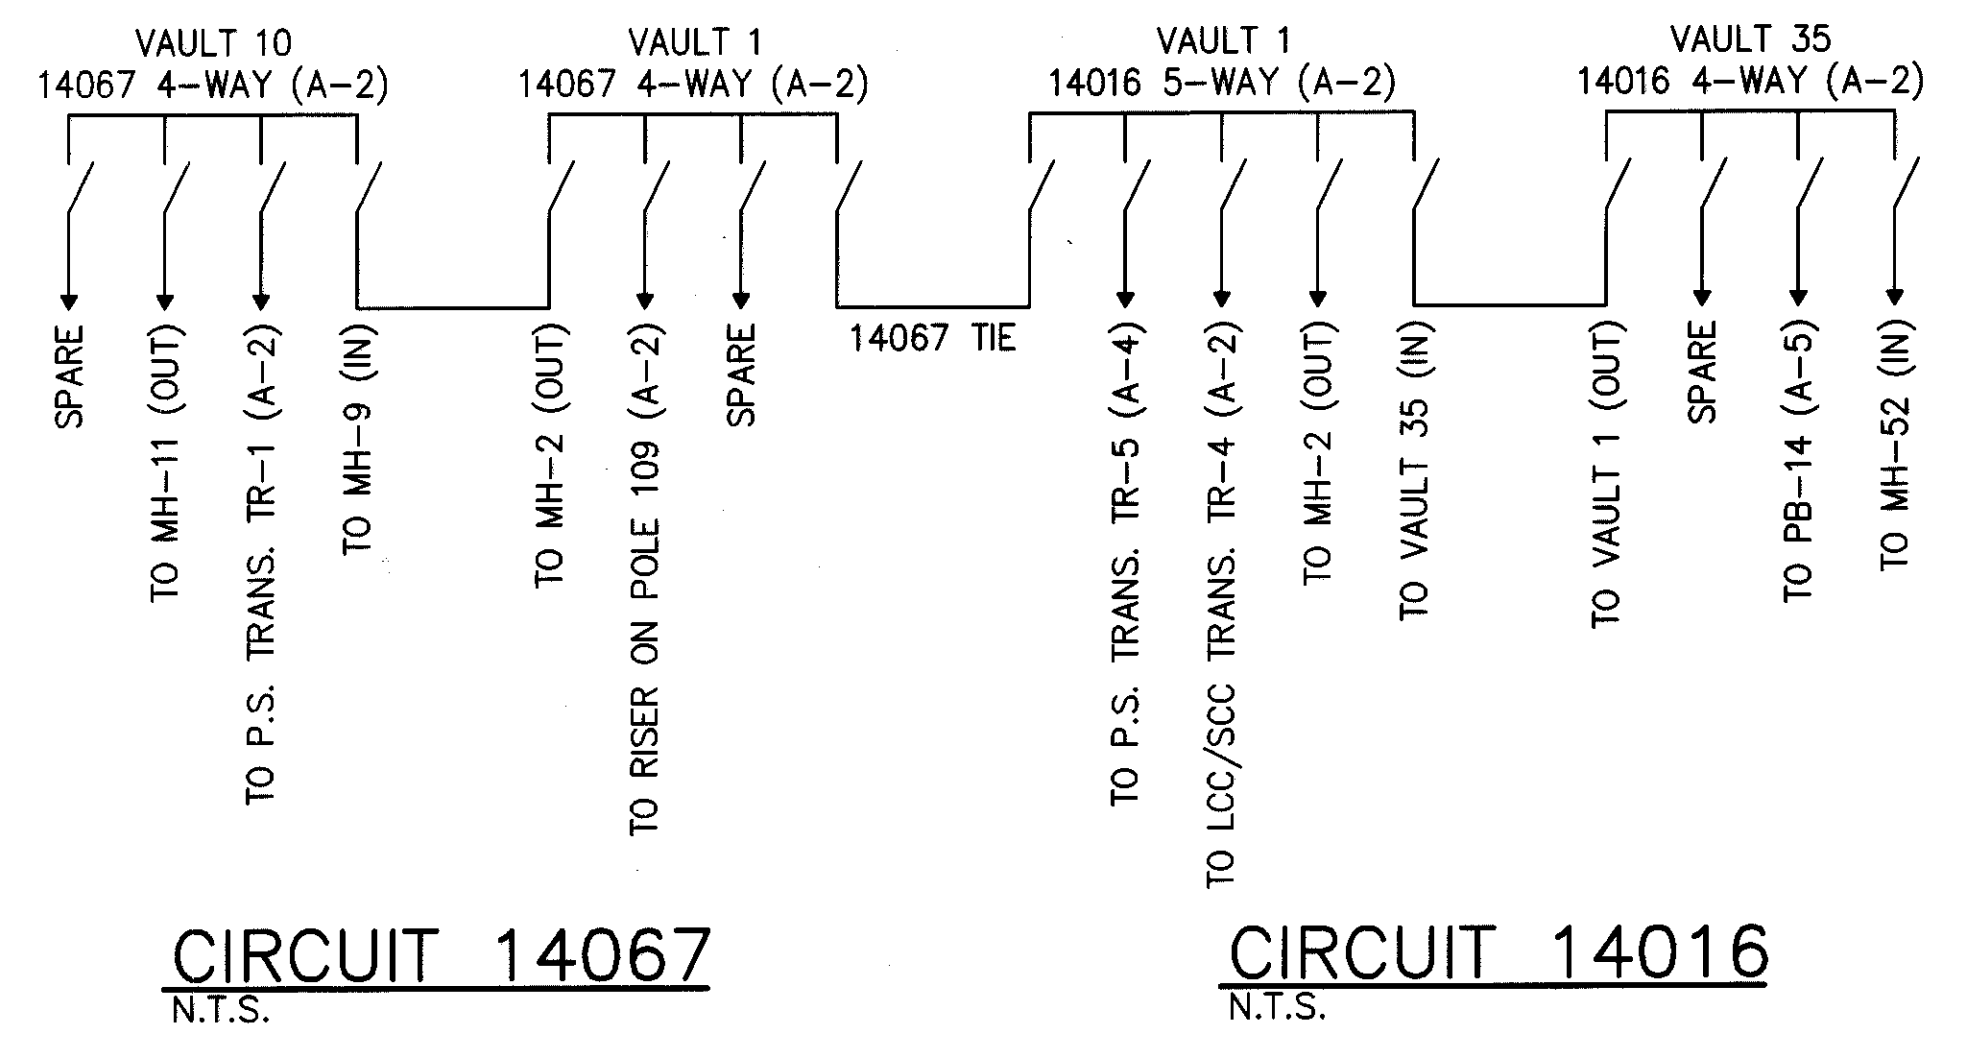 VAULT 10
14067 4-WAY (A-2)
VAULT 1
14067 4-WAY (A-2)
VAULT 1
14016 5-WAY (A-2)
VAULT 35
14016 4-WAY (A-2)
SPARE
TO MH-11 (OUT)
TO P.S. TRANS. TR-1 (A-2)
TO MH-9 (IN)
TO MH-2 (OUT)
TO RISER ON POLE 109 (A-2)
SPARE
14067 TIE
TO P.S. TRANS. TR-5 (A-4)
TO LCC/SCC TRANS. TR-4 (A-2)
TO MH-2 (OUT)
TO VAULT 35 (IN)
TO VAULT 1 (OUT)
SPARE
TO PB-14 (A-5)
TO MH-52 (IN)
CIRCUIT 14067
N.T.S.
CIRCUIT 14016
N.T.S.